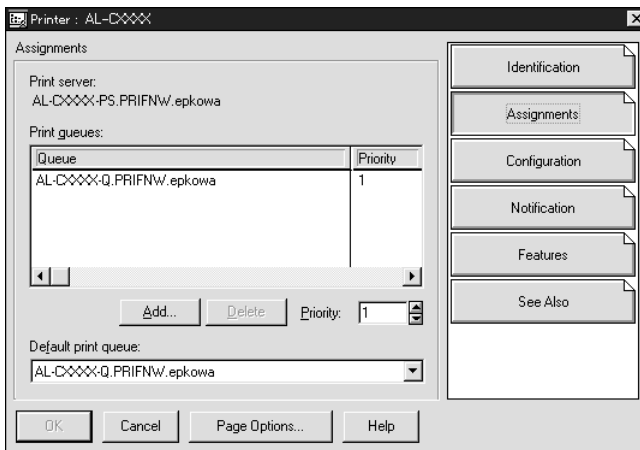 Printer : AL-CXXXX
Assignments
Print server:
AL-CXXXX-PS.PRIFNW.epkowa
Print queues:
Queue Priority
AL-CXXXX-Q.PRIFNW.epkowa 1
Add... Delete Priority: 1
Default print queue:
AL-CXXXX-Q.PRIFNW.epkowa
OK Cancel Page Options... Help
Identification
Assignments
Configuration
Notification
Features
See Also